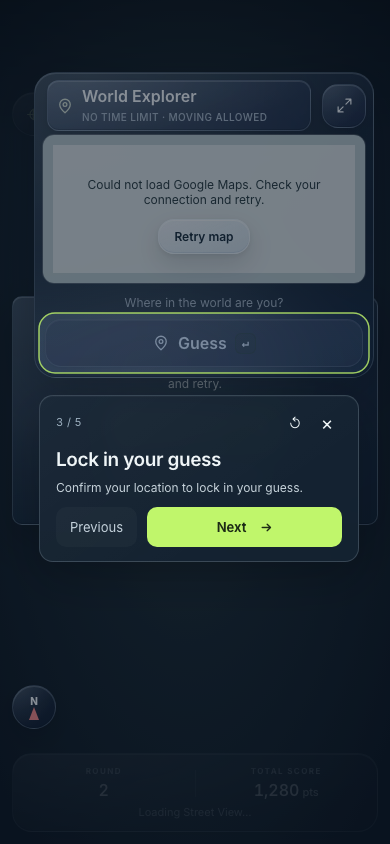 World Explorer
NO TIME LIMIT · MOVING ALLOWED
Could not load Google Maps. Check your
connection and retry.
Retry map
Where in the world are you?
Guess ↵
and retry.
3 / 5
Lock in your guess
Confirm your location to lock in your guess.
Previous
Next →
N
ROUND
TOTAL SCORE
2
1,280 pts
Loading Street View...